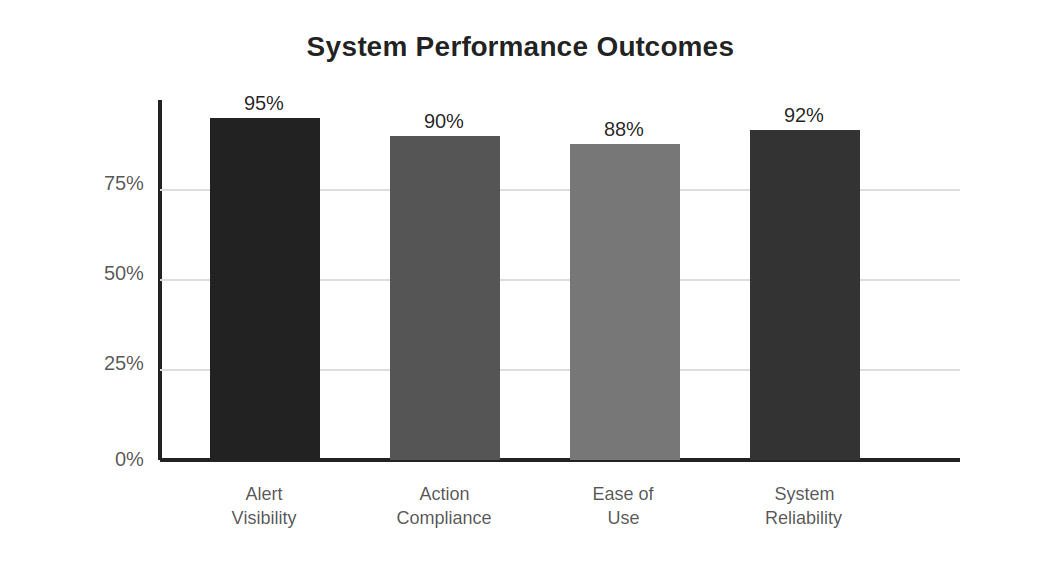 System Performance Outcomes
95%
90%
88%
92%
75%
50%
25%
0%
Alert
Visibility
Action
Compliance
Ease of
Use
System
Reliability